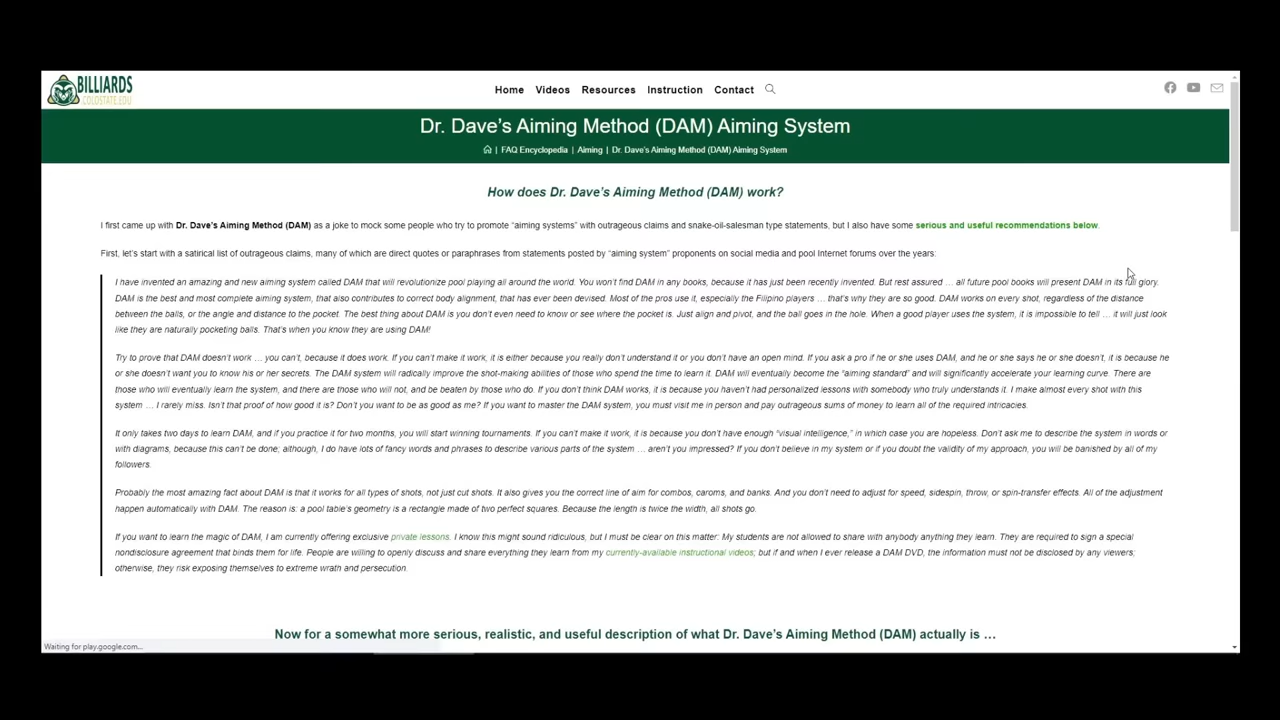 BILLIARDS
COLOSTATE.EDU
Home Videos Resources Instruction Contact
Dr. Dave's Aiming Method (DAM) Aiming System
| FAQ Encyclopedia | Aiming | Dr. Dave's Aiming Method (DAM) Aiming System
How does Dr. Dave's Aiming Method (DAM) work?
I first came up with Dr. Dave's Aiming Method (DAM) as a joke to mock some people who try to promote “aiming systems” with outrageous claims and snake-oil-salesman type statements, but I also have some serious and useful recommendations below.
First, let's start with a satirical list of outrageous claims, many of which are direct quotes or paraphrases from statements posted by “aiming system” proponents on social media and pool Internet forums over the years:
I have invented an amazing and new aiming system called DAM that will revolutionize pool playing all around the world. You won't find DAM in any books, because it has just been recently invented. But rest assured … all future pool books will present DAM in its full glory.
DAM is the best and most complete aiming system, that also contributes to correct body alignment, that has ever been devised. Most of the pros use it, especially the Filipino players … that's why they are so good. DAM works on every shot, regardless of the distance
between the balls, or the angle and distance to the pocket. The best thing about DAM is you don't even need to know or see where the pocket is. Just align and pivot, and the ball goes in the hole. When a good player uses the system, it is impossible to tell … it will just look
like they are naturally pocketing balls. That's when you know they are using DAM!
Try to prove that DAM doesn't work … you can't, because it does work. If you can't make it work, it is either because you really don't understand it or you don't have an open mind. If you ask a pro if he or she uses DAM, and he or she says he or she doesn't, it is because he
or she doesn't want you to know his or her secrets. The DAM system will radically improve the shot-making abilities of those who spend the time to learn it. DAM will eventually become the “aiming standard” and will significantly accelerate your learning curve. There are
those who will eventually learn the system, and there are those who will not, and be beaten by those who do. If you don't think DAM works, it is because you haven't had personalized lessons with somebody who truly understands it. I make almost every shot with this
system … I rarely miss. Isn't that proof of how good it is? Don't you want to be as good as me? If you want to master the DAM system, you must visit me in person and pay outrageous sums of money to learn all of the required intricacies.
It only takes two days to learn DAM, and if you practice it for two months, you will start winning tournaments. If you can't make it work, it is because you don't have enough “visual intelligence,” in which case you are hopeless. Don't ask me to describe the system in words or
with diagrams, because this can't be done; although, I do have lots of fancy words and phrases to describe various parts of the system … aren't you impressed? If you don't believe in my system or if you doubt the validity of my approach, you will be banished by all of my
followers.
Probably the most amazing fact about DAM is that it works for all types of shots, not just cut shots. It also gives you the correct line of aim for combos, caroms, and banks. And you don't need to adjust for speed, sidespin, throw, or spin-transfer effects. All of the adjustment
happen automatically with DAM. The reason is: a pool table's geometry is a rectangle made of two perfect squares. Because the length is twice the width, all shots go.
If you want to learn the magic of DAM, I am currently offering exclusive private lessons. I know this might sound ridiculous, but I must be clear on this matter: My students are not allowed to share with anybody anything they learn. They are required to sign a special
nondisclosure agreement that binds them for life. People are willing to openly discuss and share everything they learn from my currently-available instructional videos; but if and when I ever release a DAM DVD, the information must not be disclosed by any viewers;
otherwise, they risk exposing themselves to extreme wrath and persecution.
Now for a somewhat more serious, realistic, and useful description of what Dr. Dave's Aiming Method (DAM) actually is …
Waiting for play.google.com...